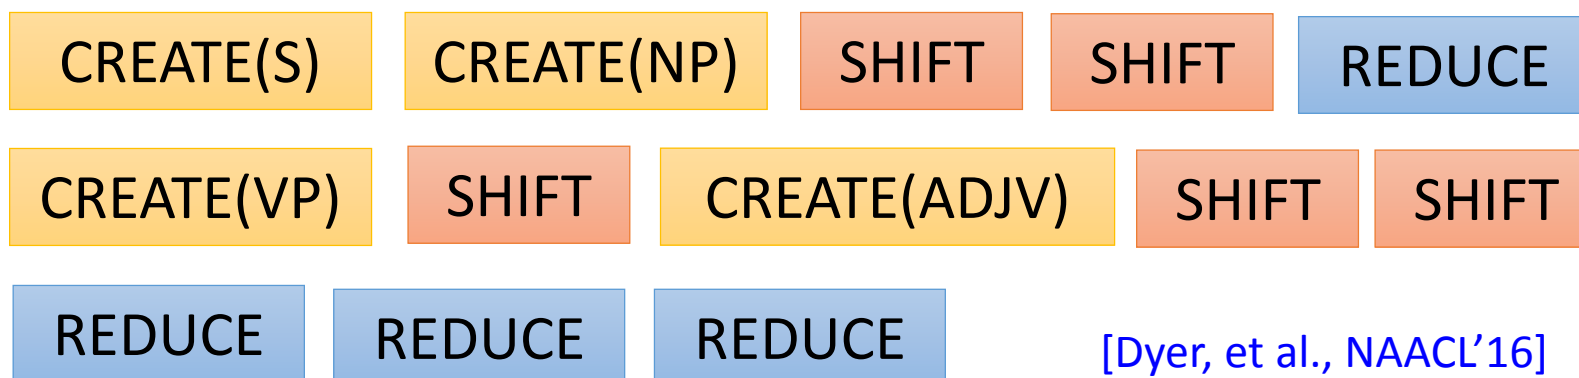 CREATE(S) CREATE(NP) SHIFT SHIFT REDUCE
CREATE(VP) SHIFT CREATE(ADJV) SHIFT SHIFT
REDUCE REDUCE REDUCE
[Dyer, et al., NAACL’16]